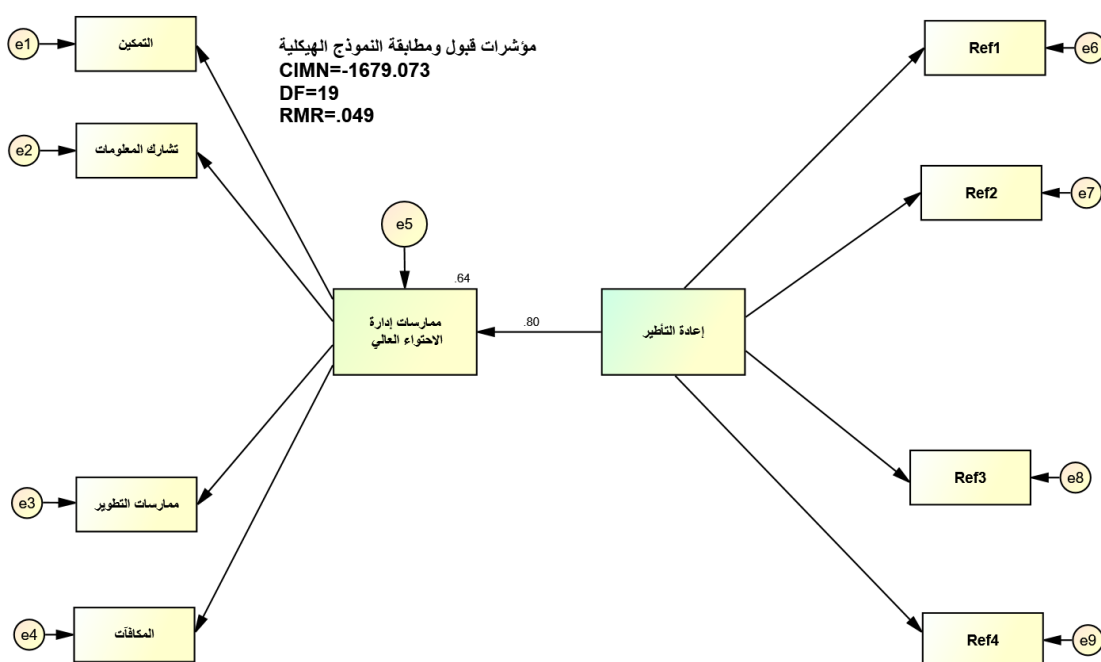 e1
التمكين
مؤشرات قبول ومطابقة النموذج الهيكلية
CIMN=-1679.073
DF=19
RMR=.049
Ref1
e6
e2
تشارك المعلومات
Ref2
e7
e5
.64
ممارسات إدارة
الاحتواء العالي
.80
إعادة التأطير
e3
ممارسات التطوير
Ref3
e8
e4
المكافآت
Ref4
e9